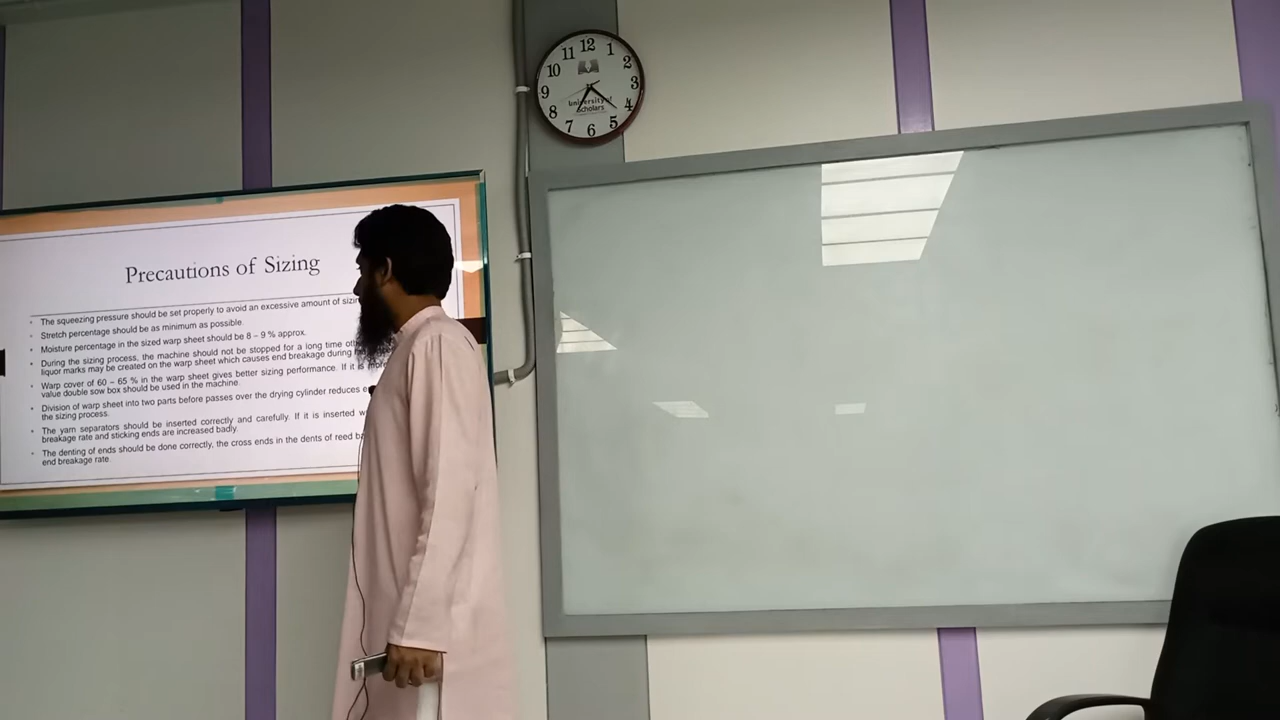 12
11
1
10
2
9
3
8
4
7
5
6
University of
Scholars
Precautions of Sizing
The squeezing pressure should be set properly to avoid an excessive amount of
Stretch percentage should be as minimum as possible.
Moisture percentage in the sized warp sheet should be 8 – 9 % approx.
During the sizing process, the machine should not be stopped for a long time
liquor marks may be created on the warp sheet which causes end breakage during
Warp cover of 60 – 65 % in the warp sheet gives better sizing performance. If it is more
value double sow box should be used in the machine.
Division of warp sheet into two parts before passes over the drying cylinder reduces
the sizing process.
The yarn separators should be inserted correctly and carefully. If it is inserted
breakage rate and sticking ends are increased badly.
The denting of ends should be done correctly, the cross ends in the dents of reed
end breakage rate.